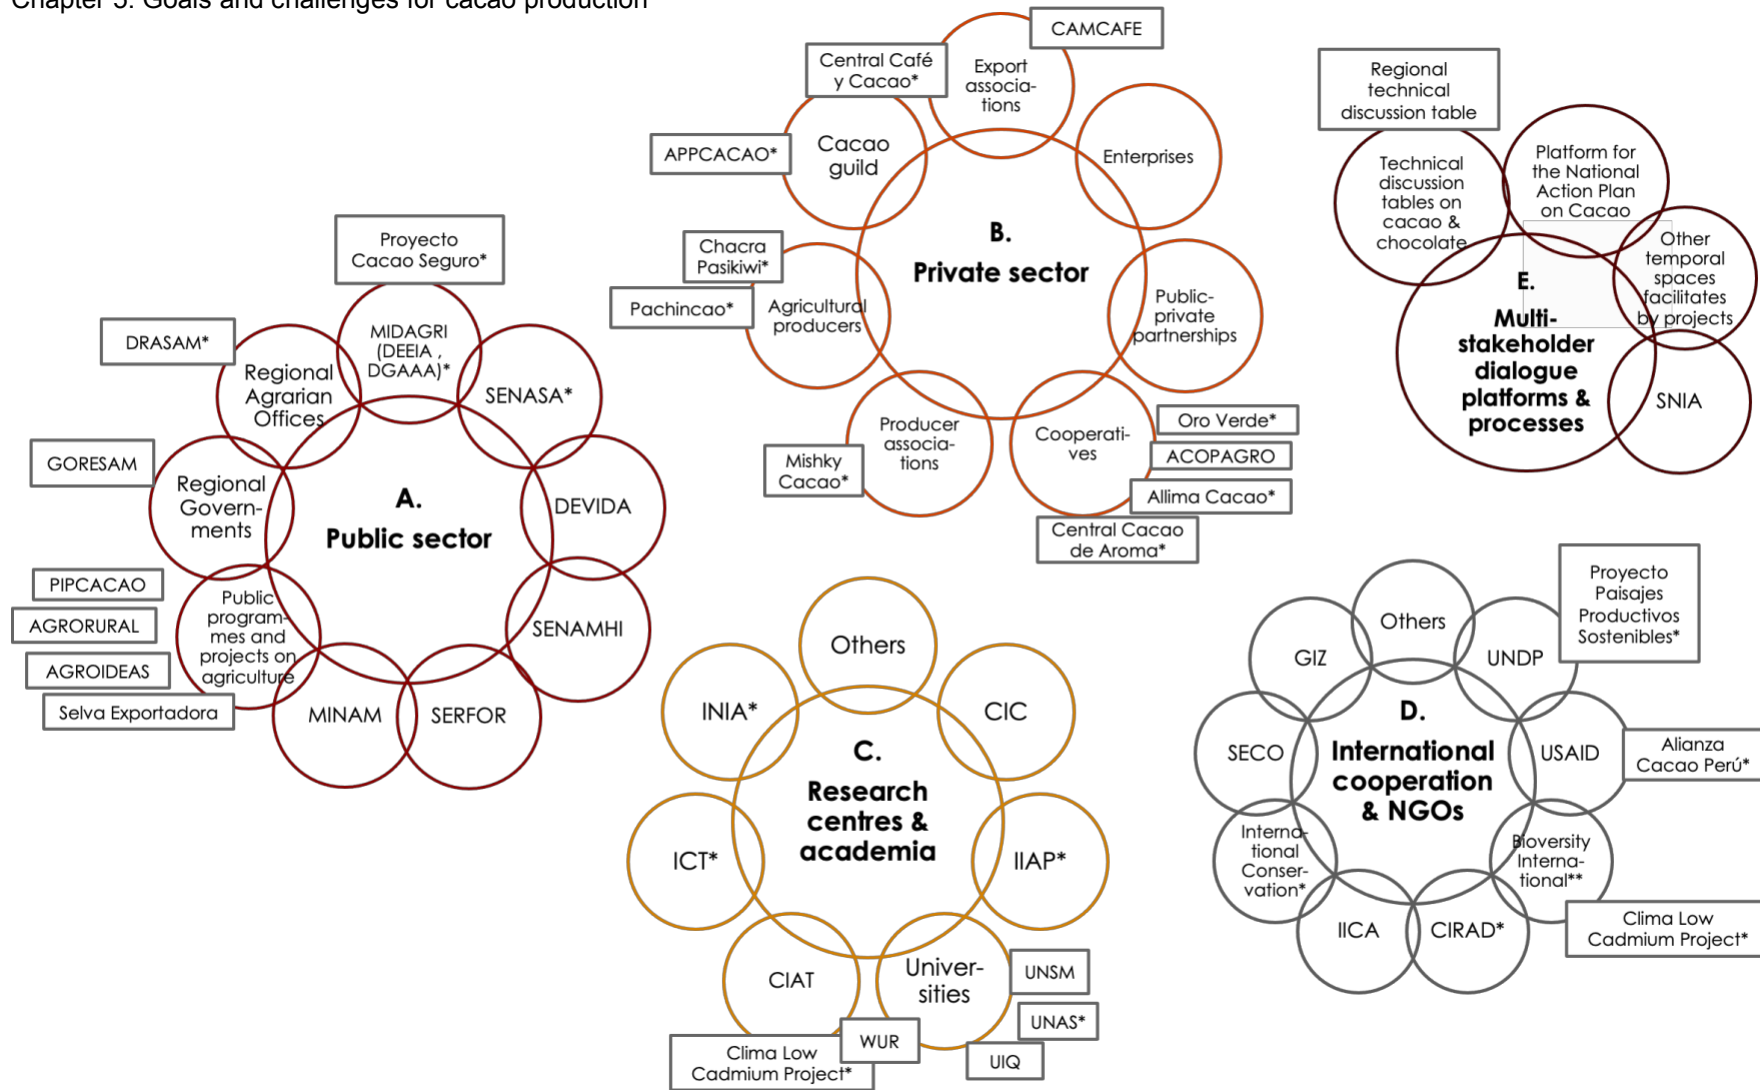 Chapter 5: Goals and challenges for cacao production
Proyecto
Cacao Seguro*
DRASAM*
MIDAGRI
(DEEIA ,
DGAAA)*
Regional
Agrarian
Offices
SENASA*
GORESAM
Regional
Govern-
ments
A.
Public sector
DEVIDA
PIPCACAO
AGRORURAL
AGROIDEAS
Selva Exportadora
Public
program-
mes and
projects on
agriculture
SENAMHI
MINAM
SERFOR
CAMCAFE
Central Café
y Cacao*
Export
associa-
tions
APPCACAO*
Cacao
guild
Enterprises
B.
Private sector
Chacra
Pasikiwi*
Pachincao*
Agricultural
producers
Public-
private
partnerships
Producer
associa-
tions
Mishky
Cacao*
Cooperati-
ves
Oro Verde*
ACOPAGRO
Allima Cacao*
Central Cacao
de Aroma*
Others
INIA*
CIC
C.
Research
centres &
academia
ICT*
IIAP*
CIAT
Univer-
sities
UNSM
UNAS*
UIQ
WUR
Clima Low
Cadmium Project*
Regional
technical
discussion table
Technical
discussion
tables on
cacao &
chocolate
Platform for
the National
Action Plan
on Cacao
Other
temporal
spaces
facilitates
by projects
E.
Multi-
stakeholder
dialogue
platforms &
processes
SNIA
Proyecto
Paisajes
Productivos
Sostenibles*
Others
GIZ
UNDP
D.
International
cooperation
& NGOs
SECO
USAID
Alianza
Cacao Perú*
Interna-
tional
Conser-
vation*
Bioversity
Interna-
tional**
IICA
CIRAD*
Clima Low
Cadmium Project*